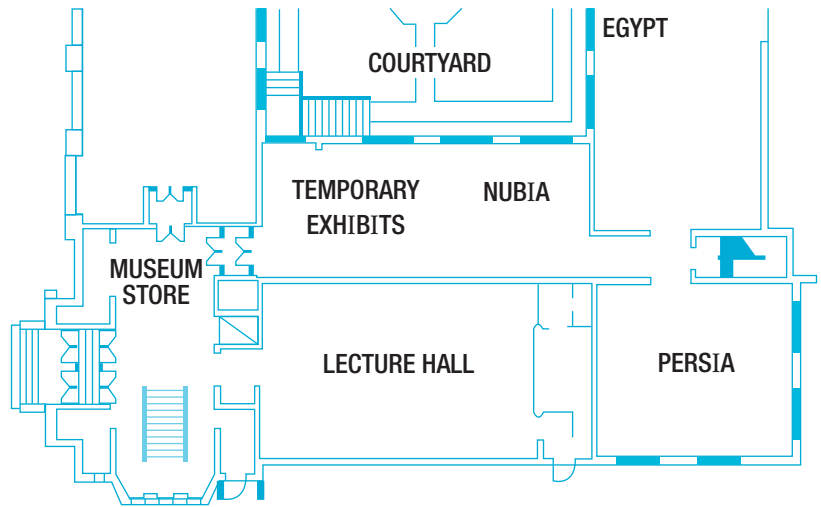 EGYPT
COURTYARD
TEMPORARY
EXHIBITS
NUBIA
MUSEUM
STORE
LECTURE HALL
PERSIA